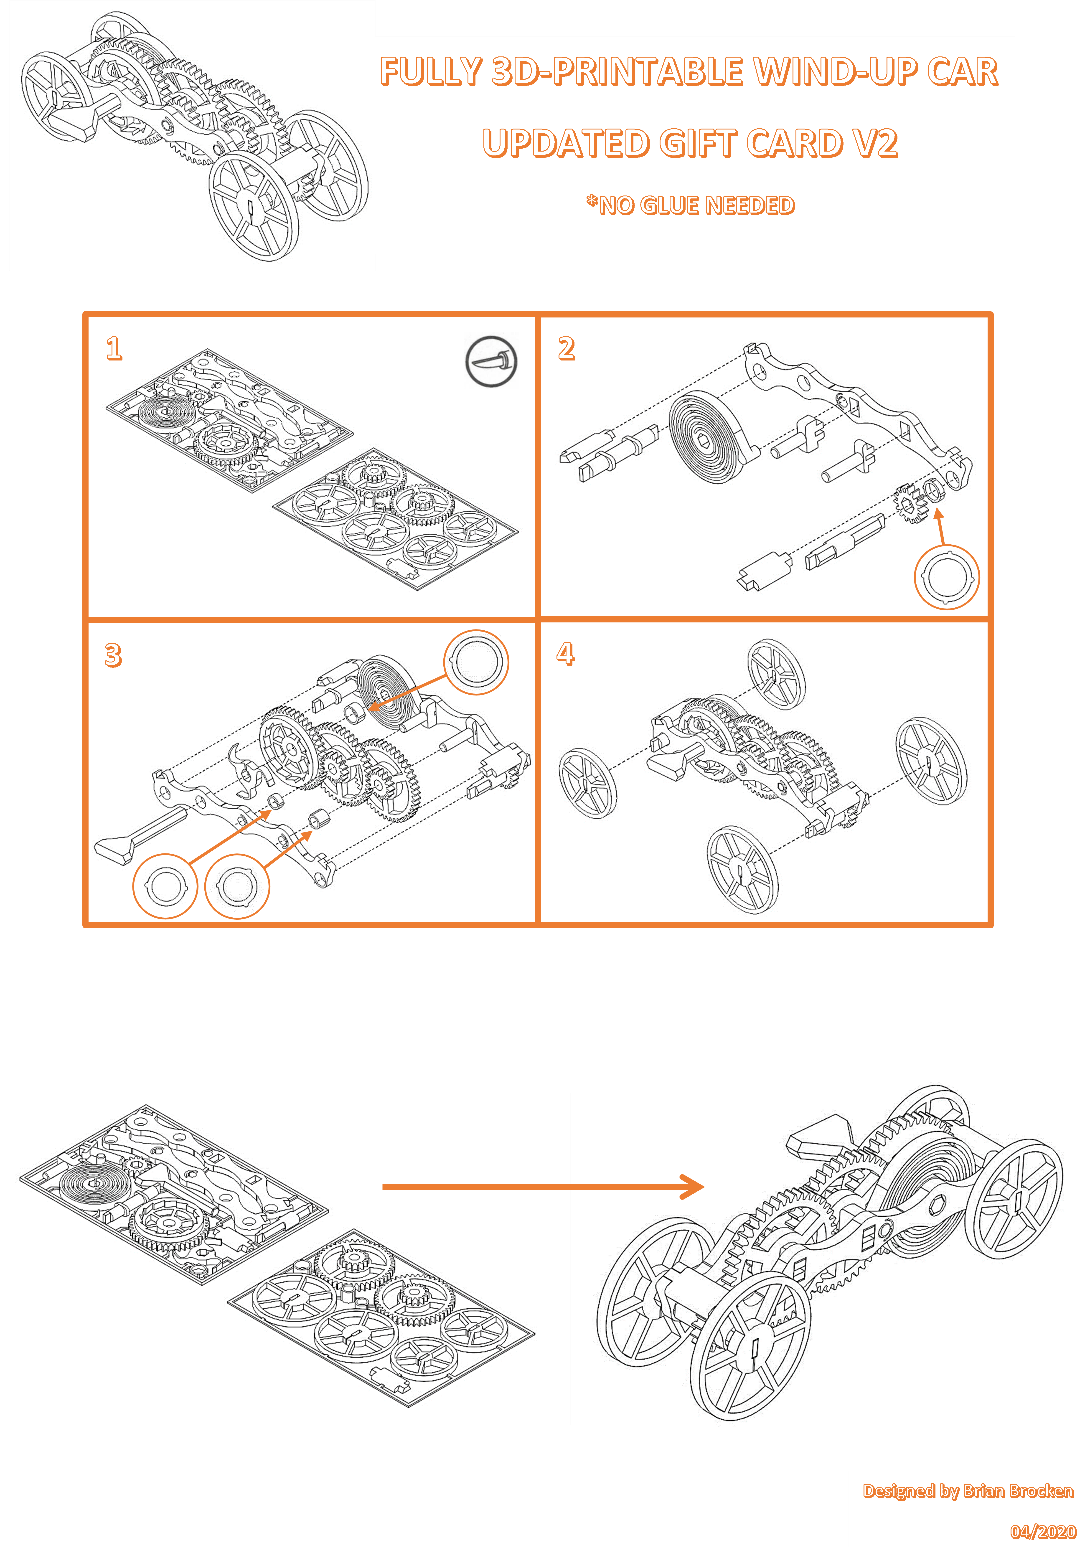 FULLY 3D-PRINTABLE WIND-UP CAR
UPDATED GIFT CARD V2
*NO GLUE NEEDED
1
2
3
4
Designed by Brian Brocken
04/2020